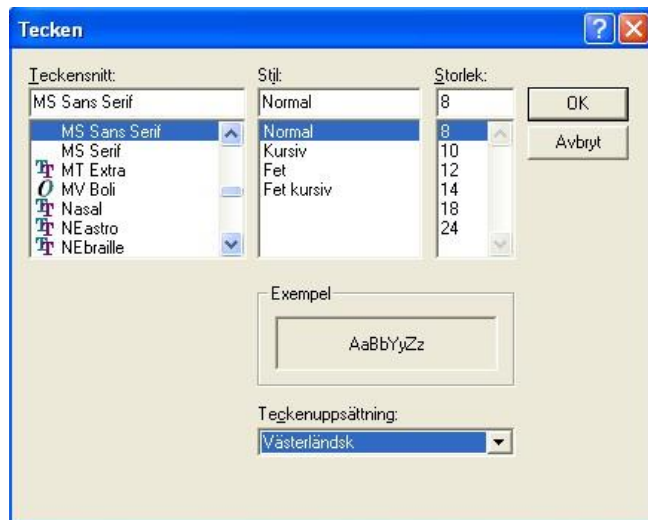 Tecken
Teckensnitt:
MS Sans Serif
MS Sans Serif
MS Serif
MT Extra
MV Boli
Nasal
NEastro
NEbraille
Stil:
Normal
Normal
Kursiv
Fet
Fet kursiv
Storlek:
8
8
10
12
14
18
24
OK
Avbryt
Exempel
AaBbYyZz
Teckenuppsättning:
Västerländsk